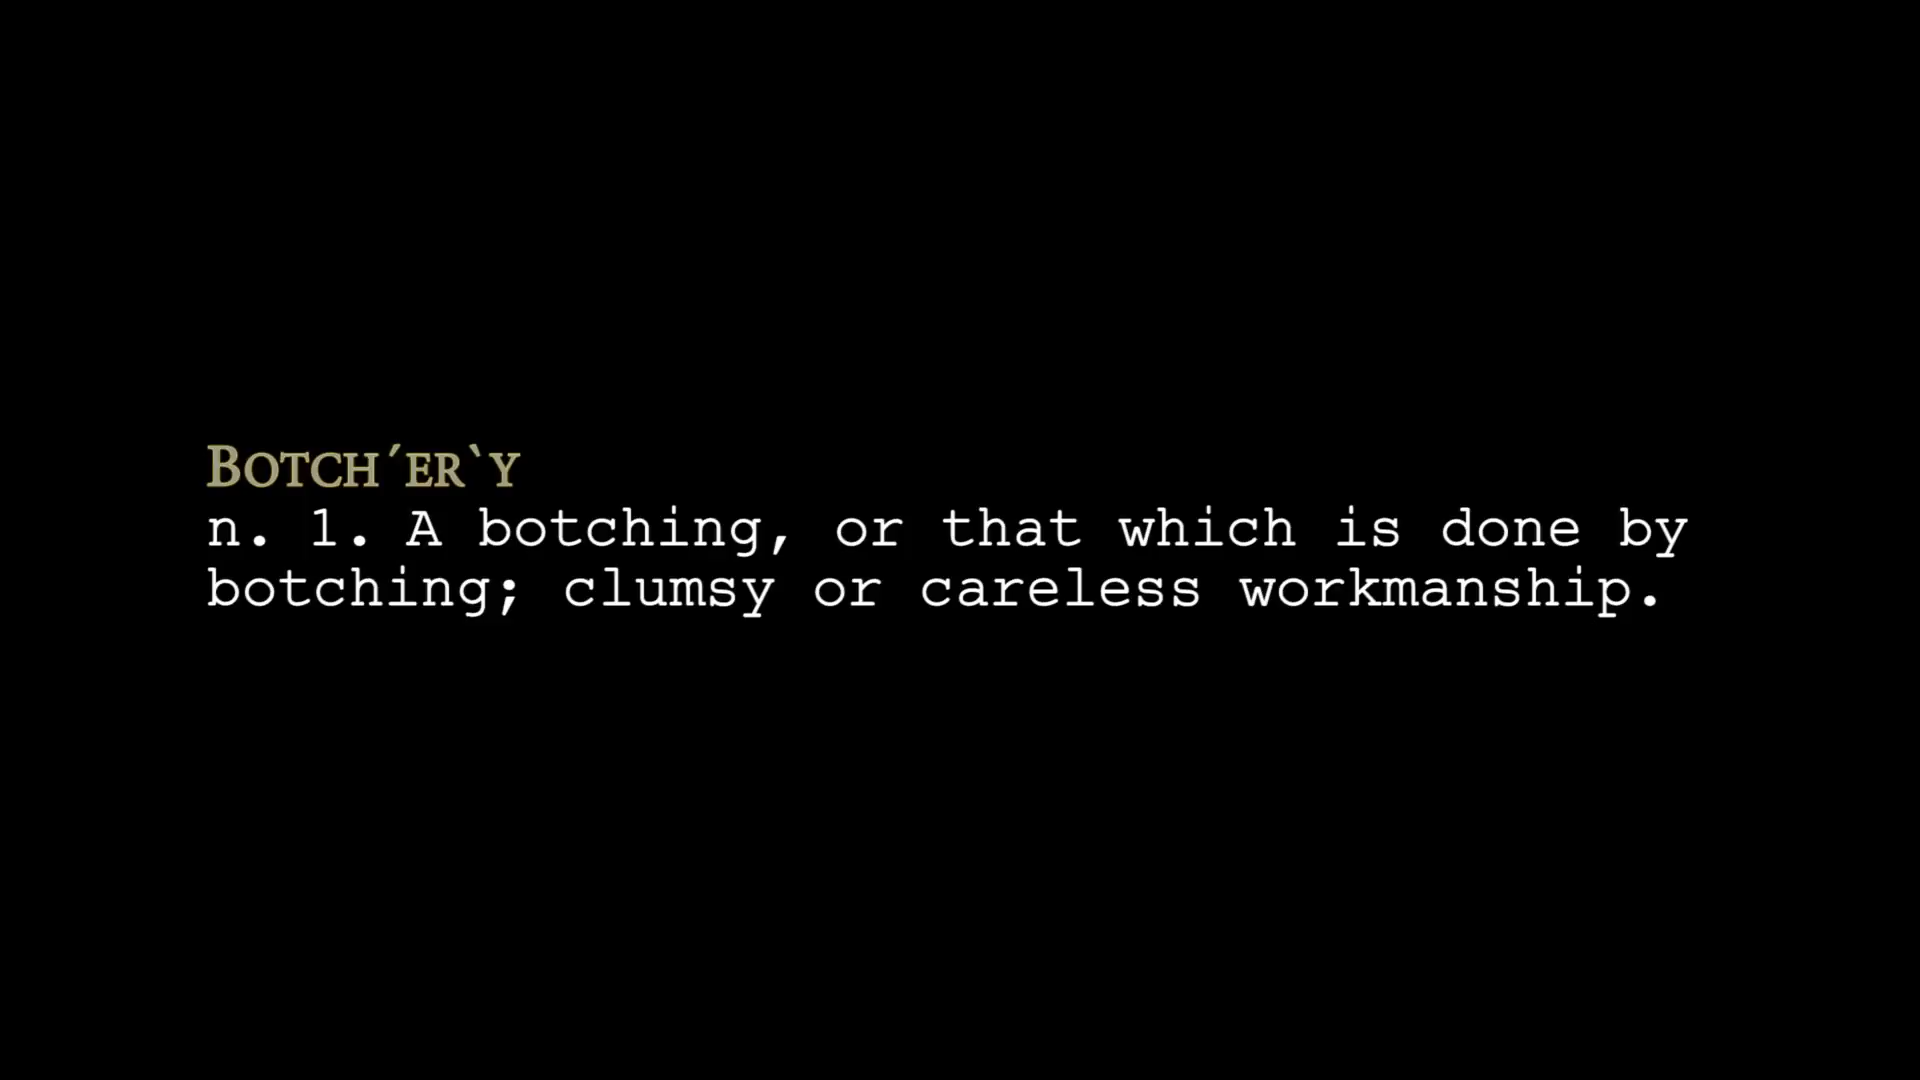 Botch´er`y
n. 1. A botching, or that which is done by
botching; clumsy or careless workmanship.